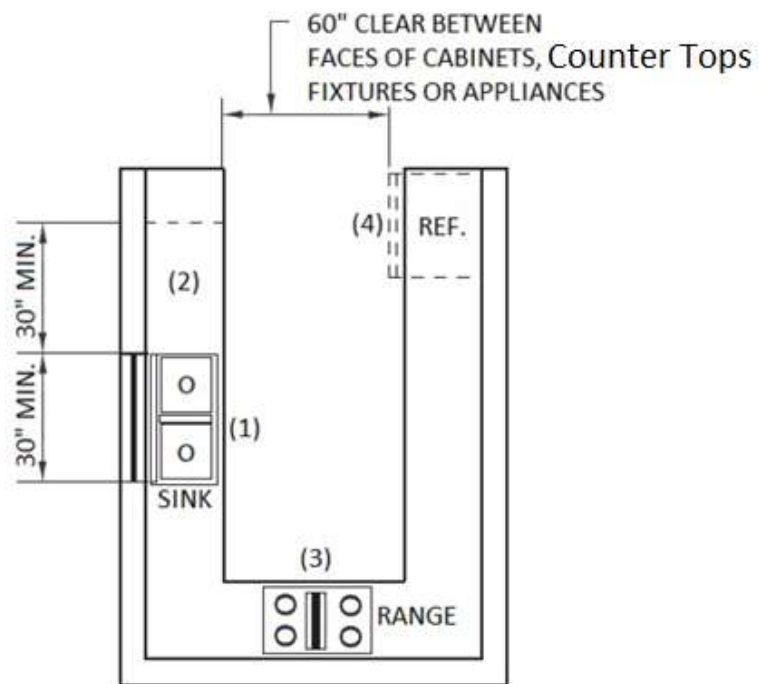 60" CLEAR BETWEEN
FACES OF CABINETS, Counter Tops
FIXTURES OR APPLIANCES
(4)
REF.
30" MIN.
(2)
30" MIN.
(1)
SINK
(3)
RANGE